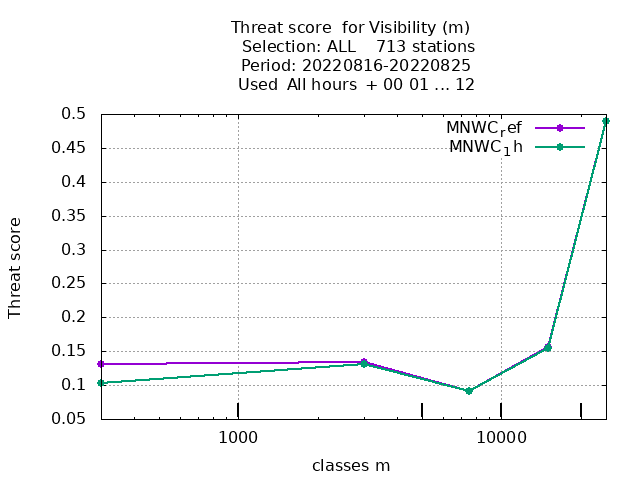 Threat score  for Visibility (m)
Selection: ALL    713 stations
Period: 20220816-20220825
Used  All hours  + 00 01 ... 12
MNWCref
MNWC1h
0.5
0.45
0.4
0.35
0.3
0.25
0.2
0.15
0.1
0.05
Threat score
1000
10000
classes m